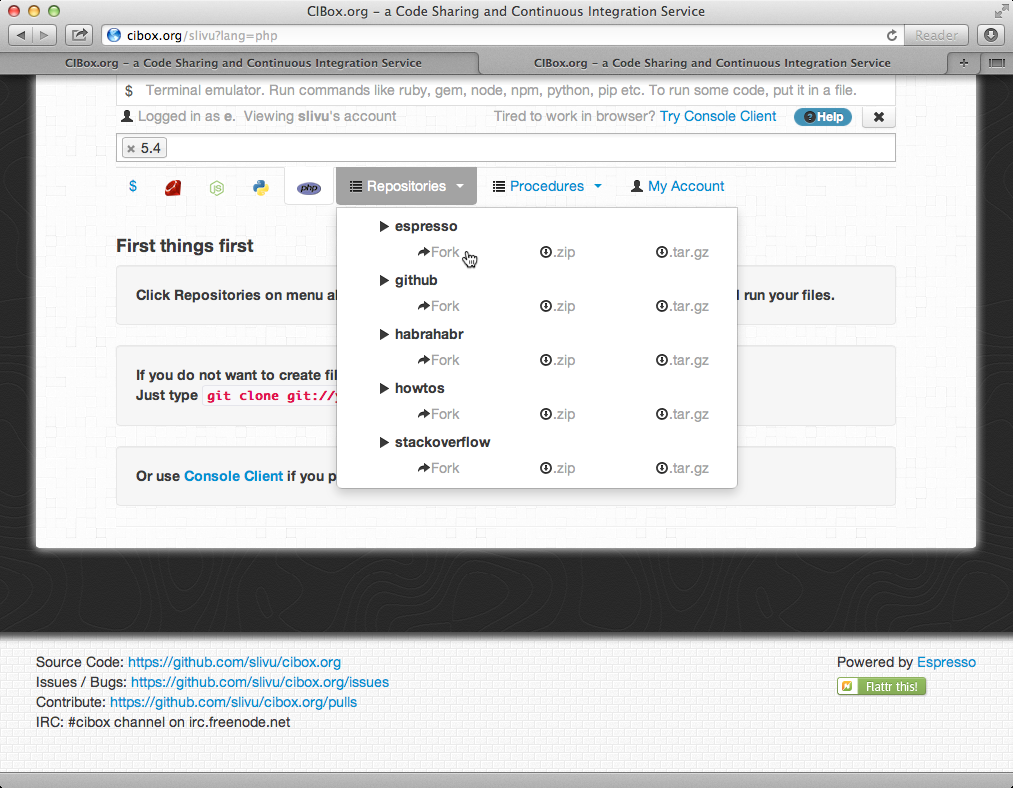 CIBox.org – a Code Sharing and Continuous Integration Service
cibox.org/slivu?lang=php
Reader
CIBox.org – a Code Sharing and Continuous Integration Service
CIBox.org – a Code Sharing and Continuous Integration Service
+
$ Terminal emulator. Run commands like ruby, gem, node, npm, python, pip etc. To run some code, put it in a file.
Logged in as e. Viewing slivu's account
Tired to work in browser? Try Console Client
?Help
✖
× 5.4
$
JS
php
Repositories
Procedures
My Account
espresso
Fork .zip .tar.gz
github
Fork .zip .tar.gz
habrahabr
Fork .zip .tar.gz
howtos
Fork .zip .tar.gz
stackoverflow
Fork .zip .tar.gz
First things first
Click Repositories on menu run your files.
If you do not want to create
Just type git clone git://
Or use Console Client if you
Source Code: https://github.com/slivu/cibox.org
Issues / Bugs: https://github.com/slivu/cibox.org/issues
Contribute: https://github.com/slivu/cibox.org/pulls
IRC: #cibox channel on irc.freenode.net
Powered by Espresso
Flattr this!